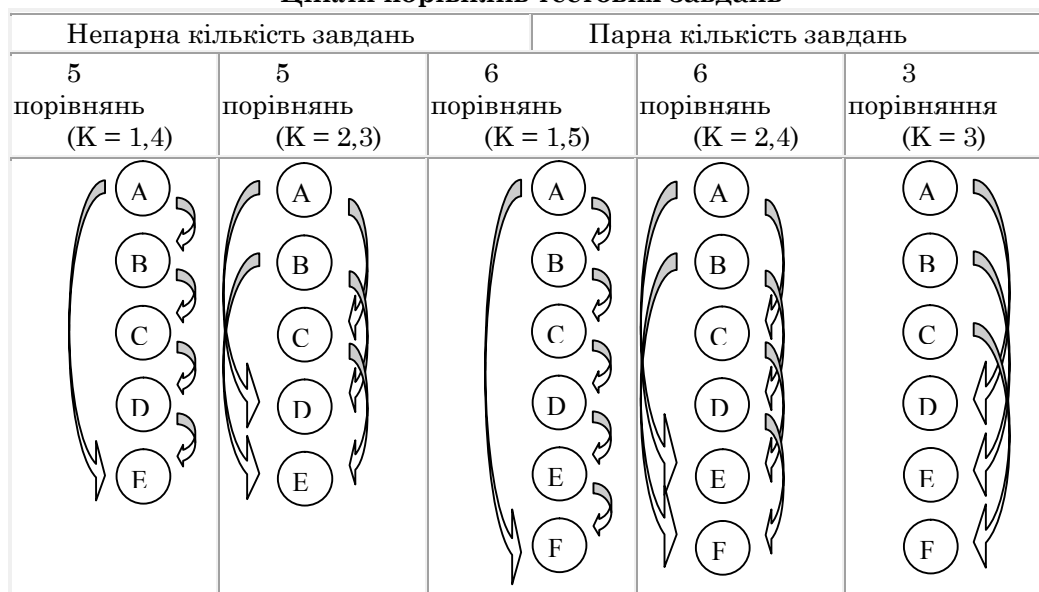 Непарна кількість завдань
Парна кількість завдань
5
порівнянь
(K = 1,4)
5
порівнянь
(K = 2,3)
6
порівнянь
(K = 1,5)
6
порівнянь
(K = 2,4)
3
порівняння
(K = 3)
A
B
C
D
E
A
B
C
D
E
A
B
C
D
E
F
A
B
C
D
E
F
A
B
C
D
E
F